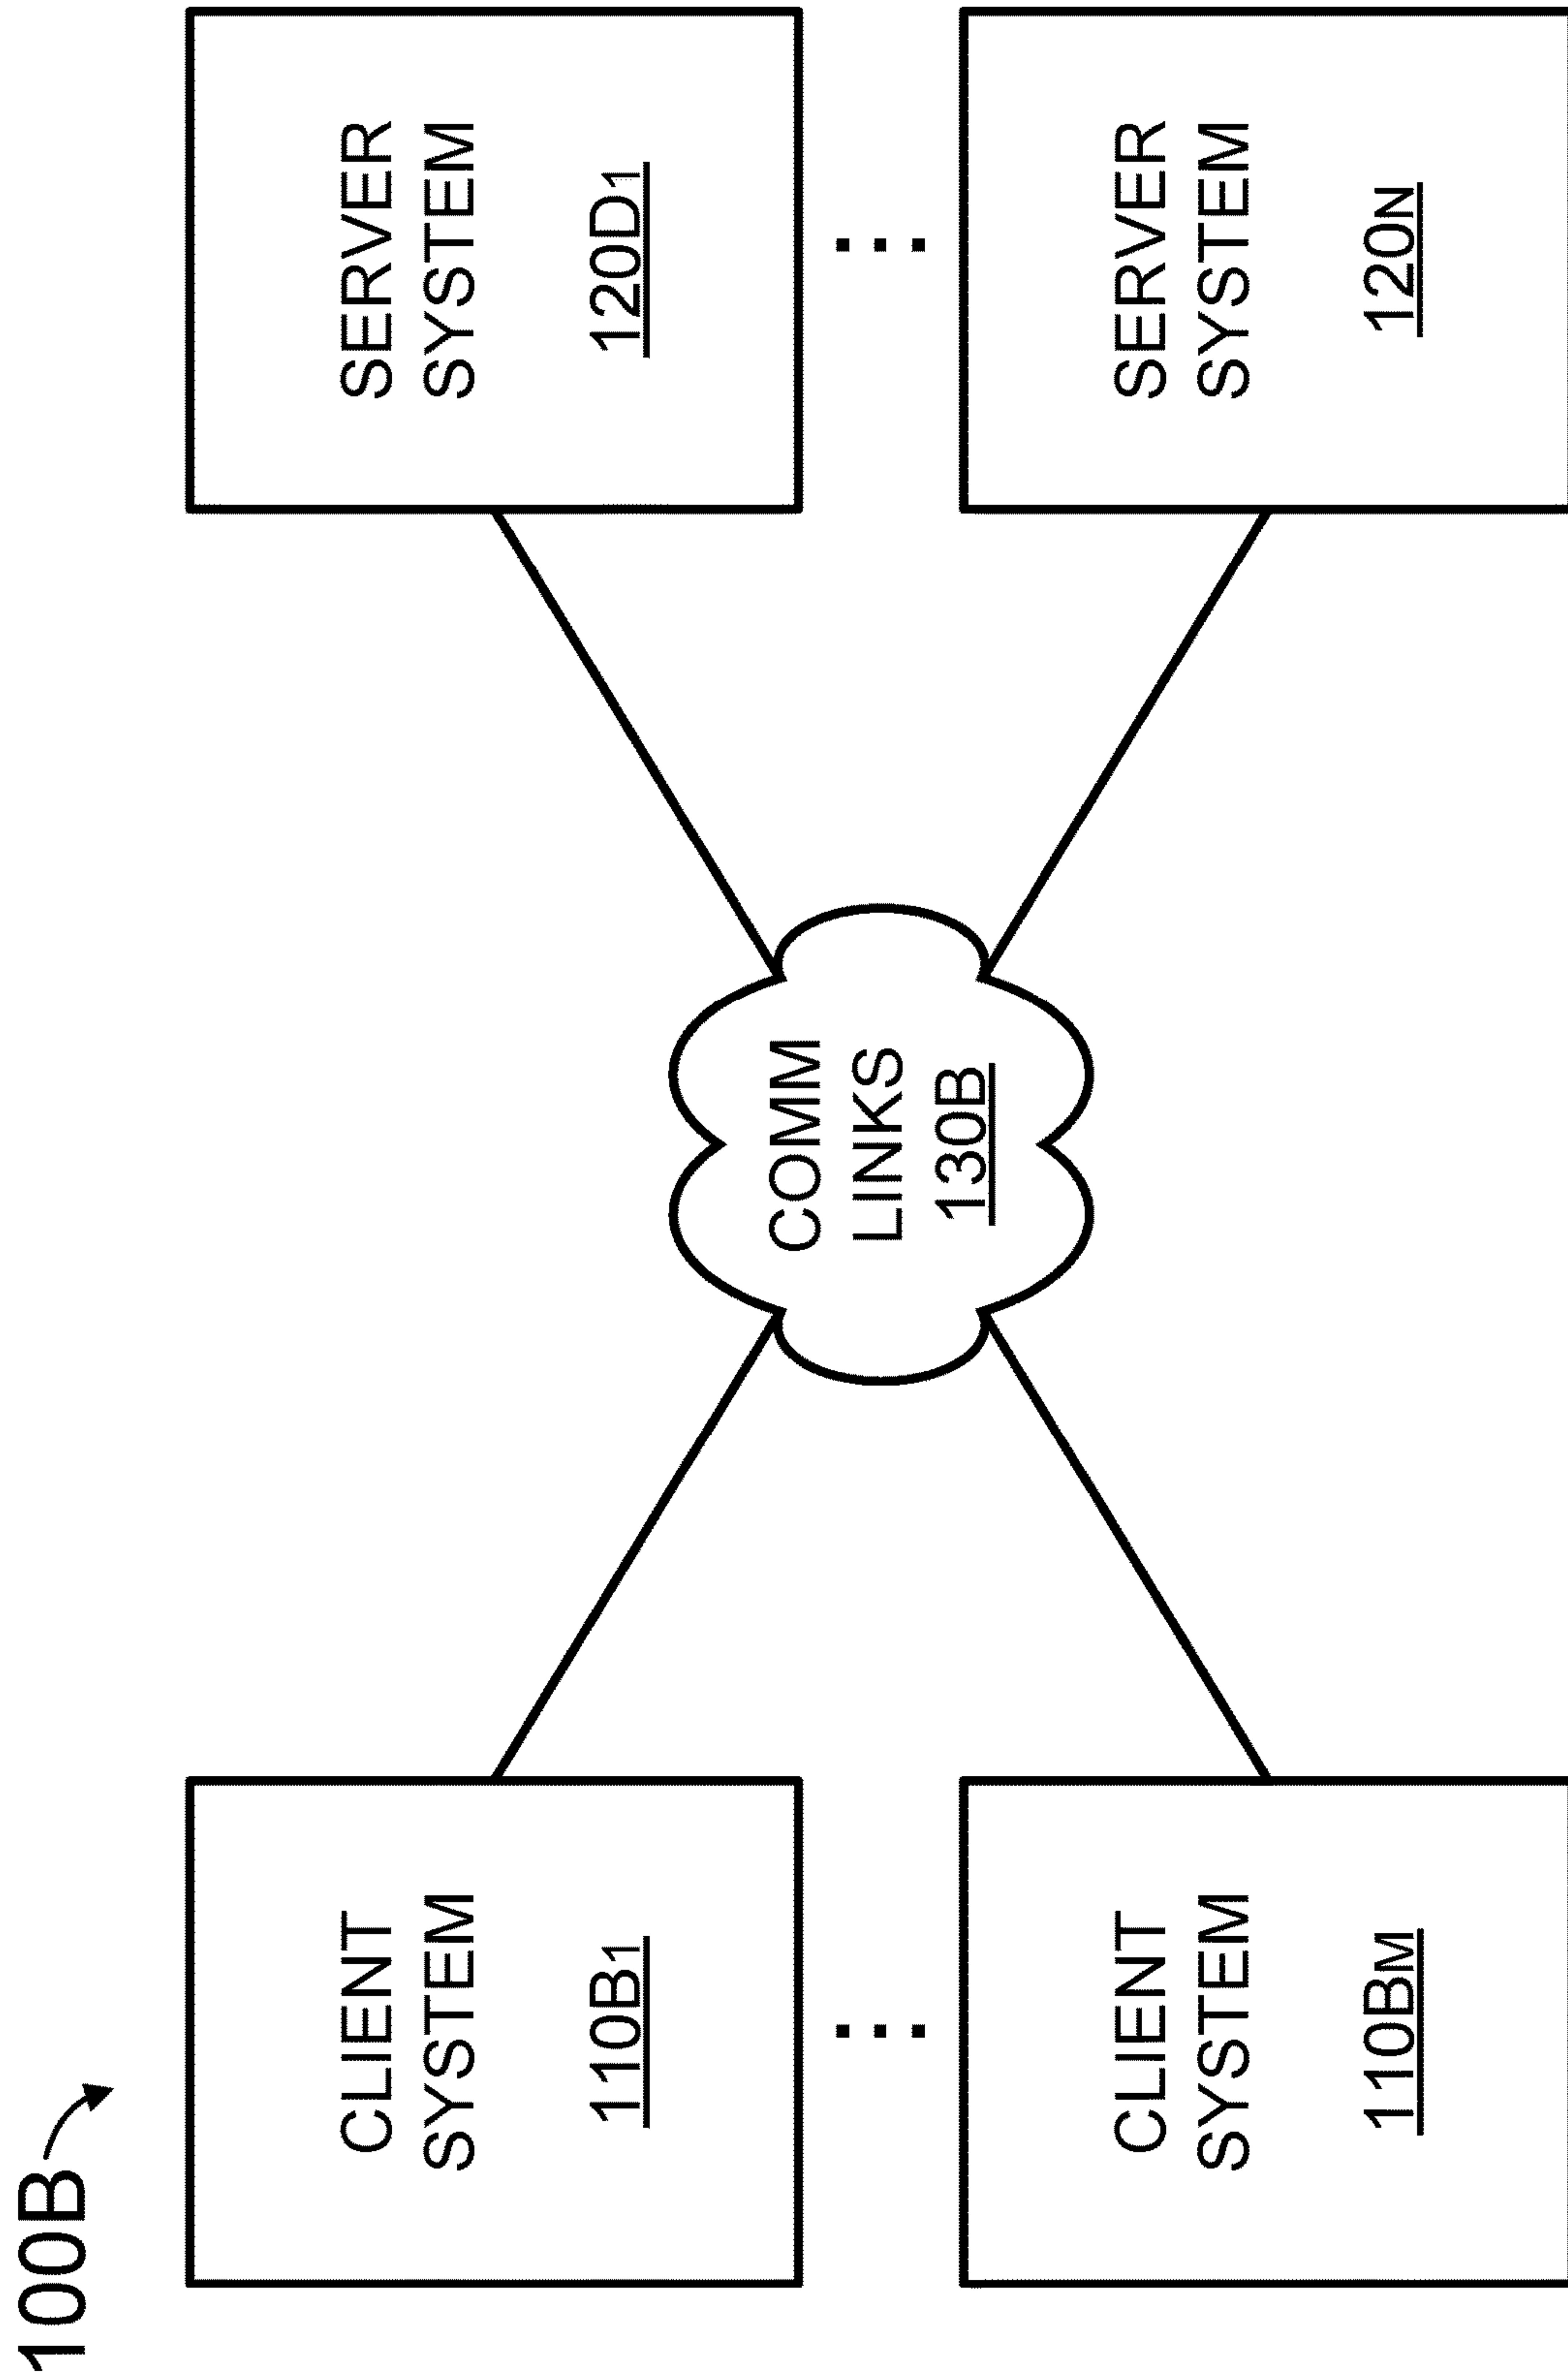 100B
CLIENT
SYSTEM
110B1
CLIENT
SYSTEM
110BM
COMM
LINKS
130B
SERVER
SYSTEM
120D1
SERVER
SYSTEM
120N